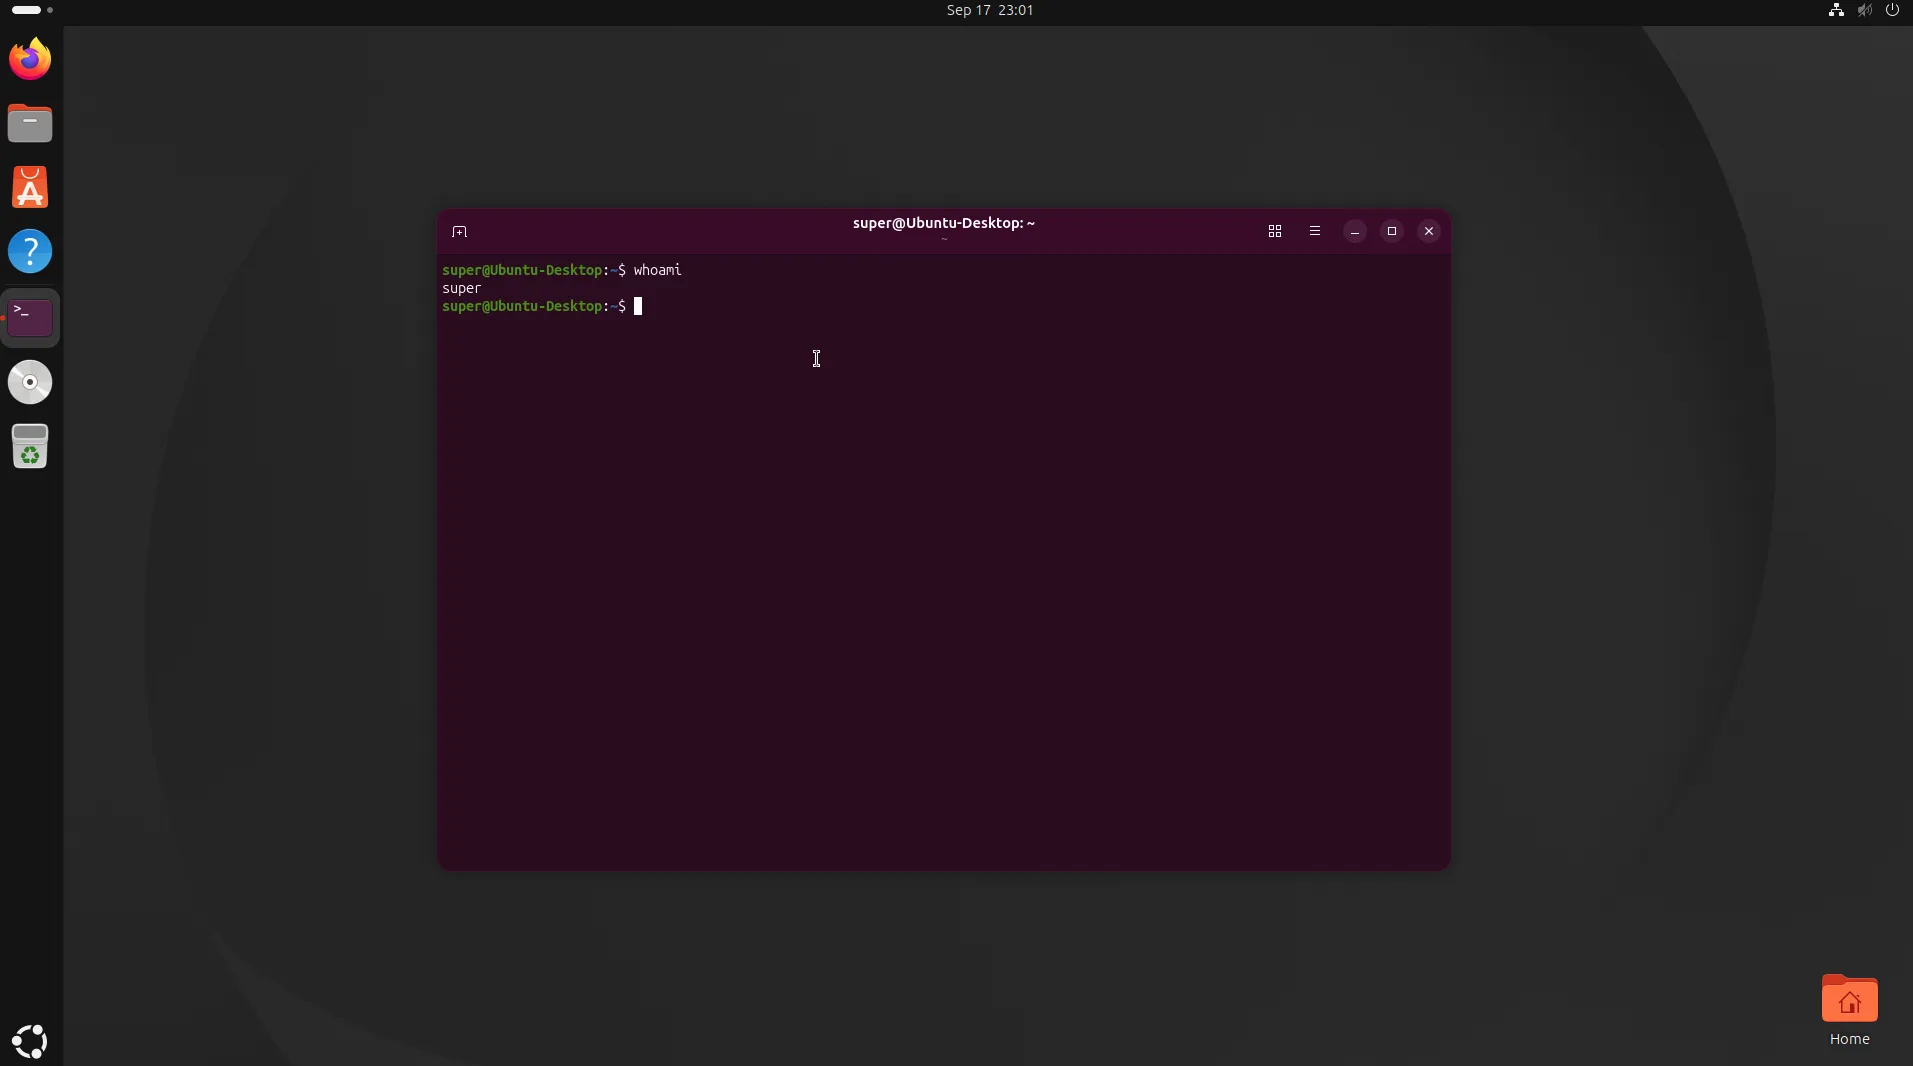 Sep 17 23:01
super@Ubuntu-Desktop: ~
~
super@Ubuntu-Desktop:~$ whoami
super
super@Ubuntu-Desktop:~$
Home